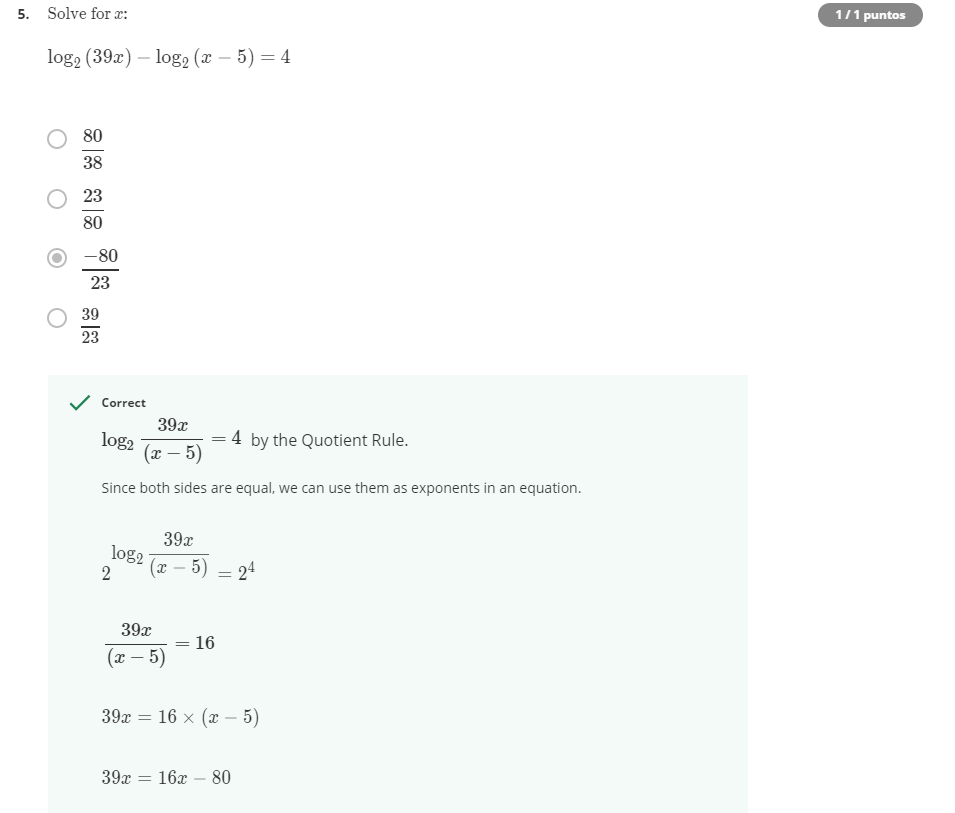 5. Solve for x:
1 / 1 puntos
log₂ (39x) − log₂ (x − 5) = 4
80/38
23/80
−80/23
39/23
Correct
log₂ 39x/(x − 5) = 4 by the Quotient Rule.
Since both sides are equal, we can use them as exponents in an equation.
2^(log₂ 39x/(x − 5)) = 2⁴
39x/(x − 5) = 16
39x = 16 × (x − 5)
39x = 16x − 80